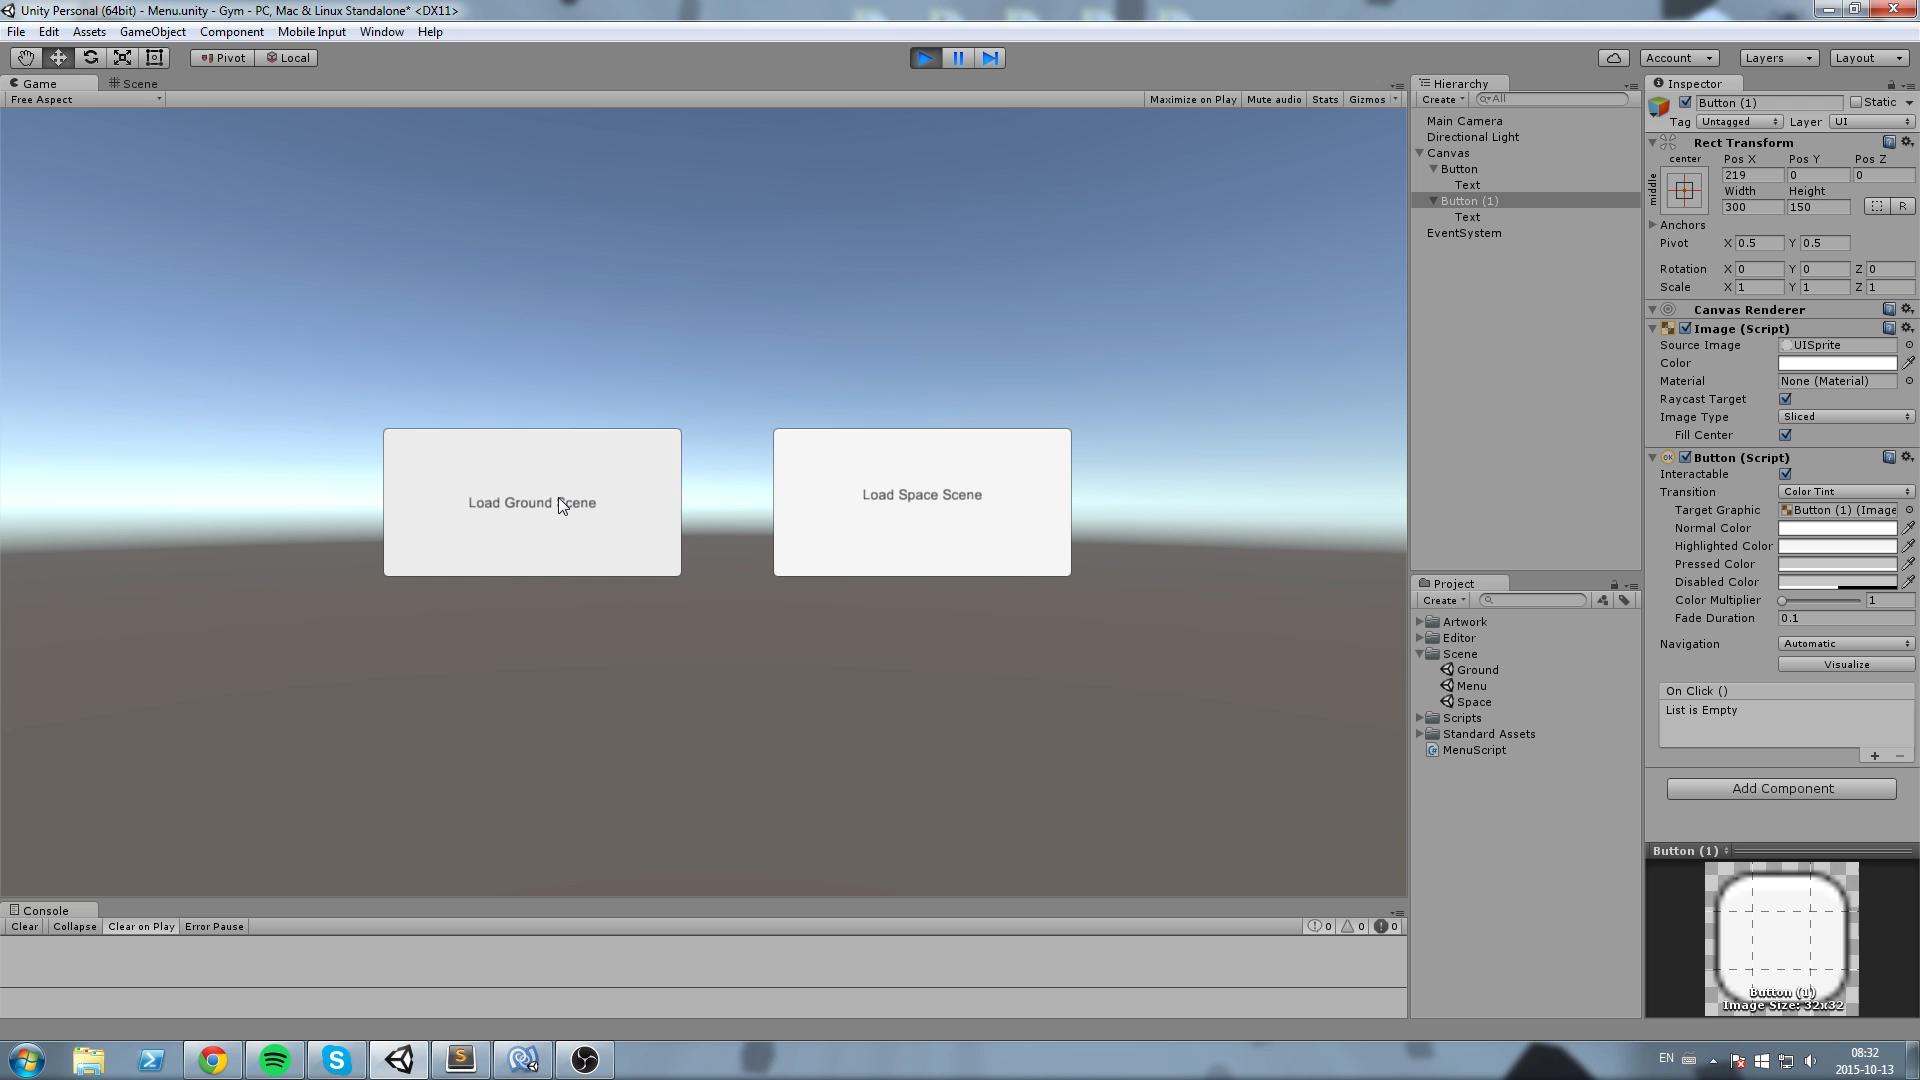 Unity Personal (64bit) - Menu.unity - Gym - PC, Mac & Linux Standalone* <DX11>
File Edit Assets GameObject Component Mobile Input Window Help
Pivot Local Account Layers Layout
Game Scene
Free Aspect Maximize on Play Mute audio Stats Gizmos
Load Ground Scene
Load Space Scene
Console
Clear Collapse Clear on Play Error Pause 0 0 0
Hierarchy
Create All
Main Camera
Directional Light
Canvas
Button
Text
Button (1)
Text
EventSystem
Project
Create
Artwork
Editor
Scene
Ground
Menu
Space
Scripts
Standard Assets
MenuScript
Inspector
Button (1) Static
Tag Untagged Layer UI
Rect Transform
center Pos X Pos Y Pos Z
219 0 0
middle
Width Height
300 150 R
Anchors
Pivot X 0.5 Y 0.5
Rotation X 0 Y 0 Z 0
Scale X 1 Y 1 Z 1
Canvas Renderer
Image (Script)
Source Image UISprite
Color
Material None (Material)
Raycast Target
Image Type Sliced
Fill Center
OK Button (Script)
Interactable
Transition Color Tint
Target Graphic Button (1) (Image
Normal Color
Highlighted Color
Pressed Color
Disabled Color
Color Multiplier 1
Fade Duration 0.1
Navigation Automatic
Visualize
On Click ()
List is Empty
+ −
Add Component
Button (1)
Button (1)
Image Size: 32x32
EN 08:32
2015-10-13